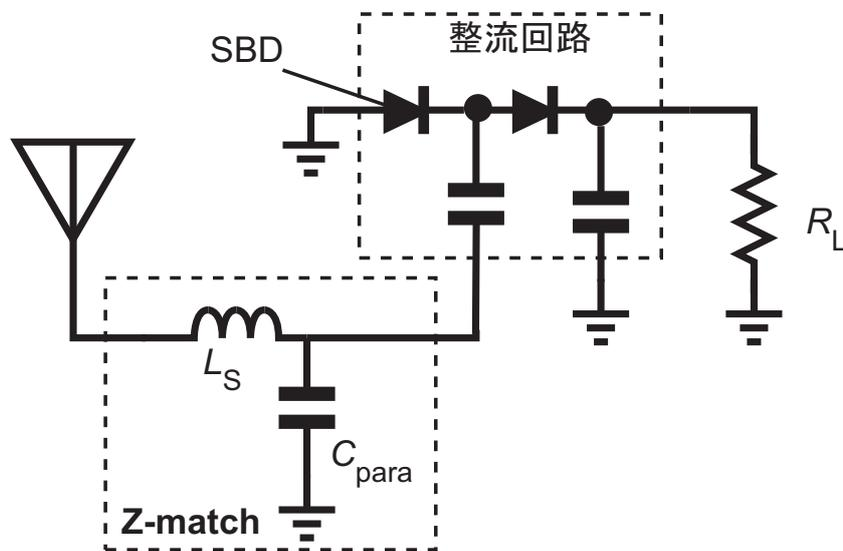 整流回路
SBD
R_L
L_S
C_para
Z-match